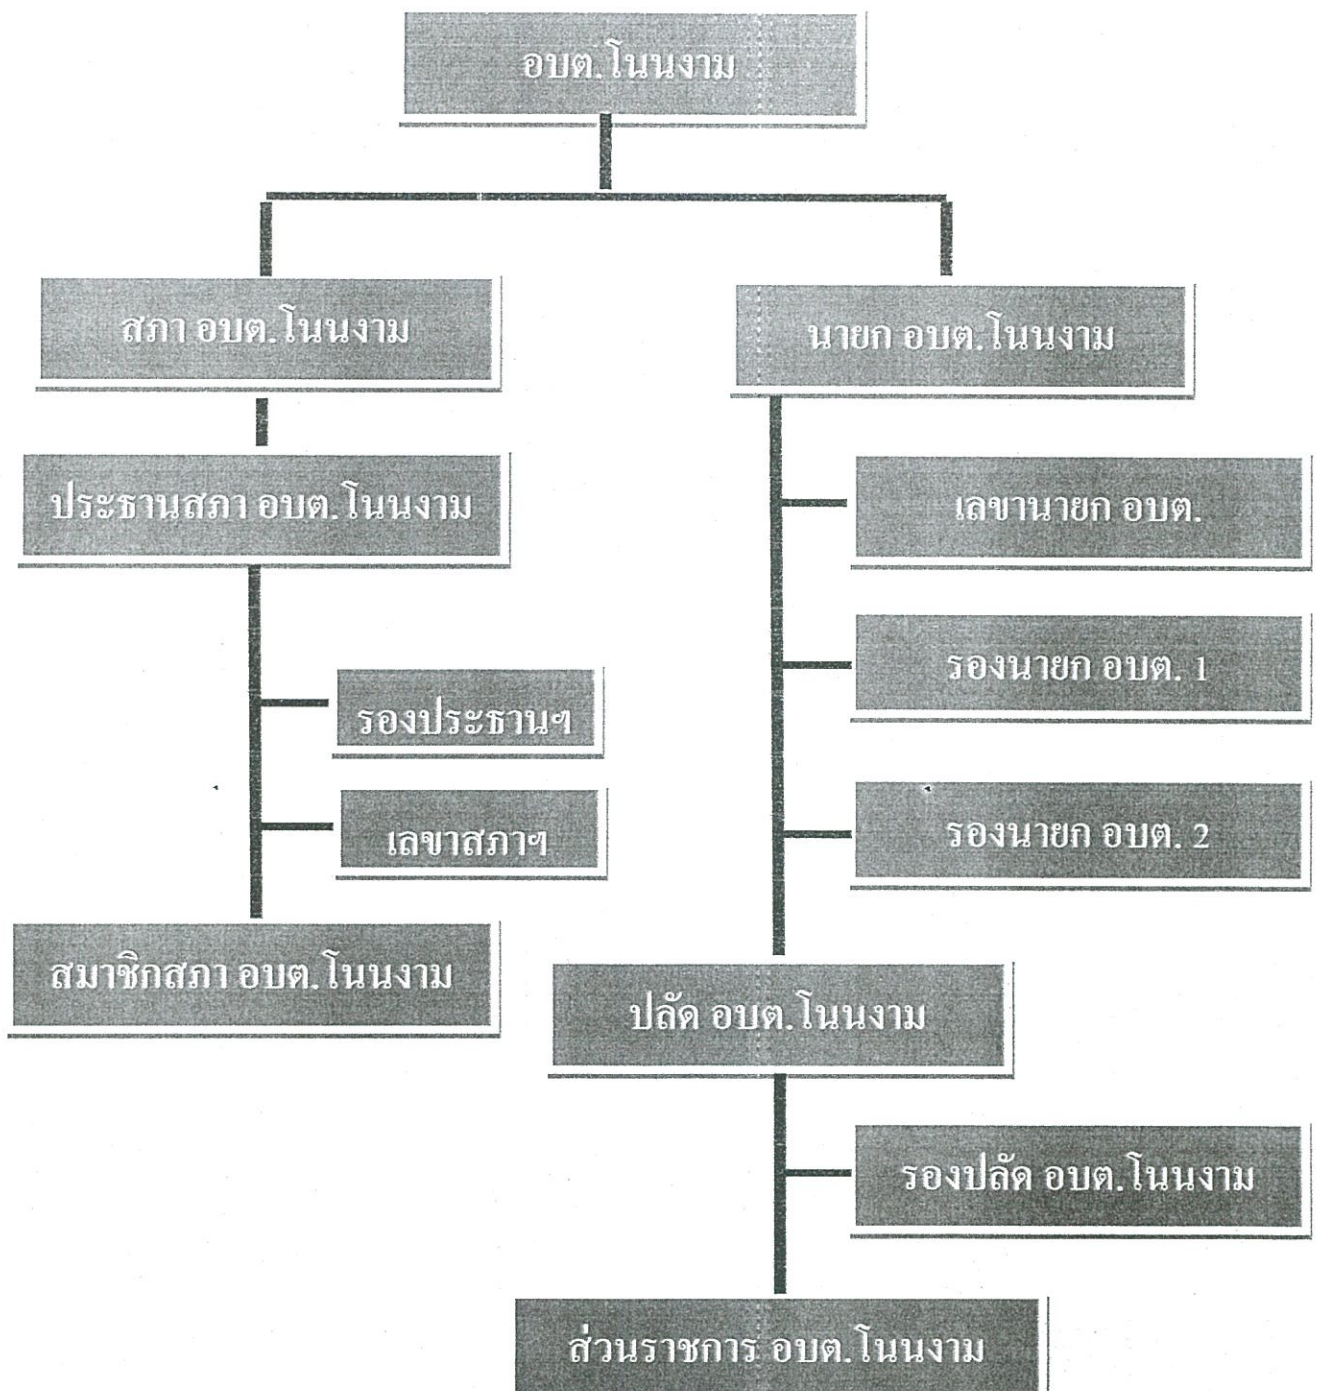 อบต.โนนงาม
สภา อบต.โนนงาม
นายก อบต.โนนงาม
ประธานสภา อบต.โนนงาม
เลขานายก อบต.
รองนายก อบต. 1
รองประธานฯ
เลขาสภาฯ
รองนายก อบต. 2
สมาชิกสภา อบต.โนนงาม
ปลัด อบต.โนนงาม
รองปลัด อบต.โนนงาม
ส่วนราชการ อบต.โนนงาม